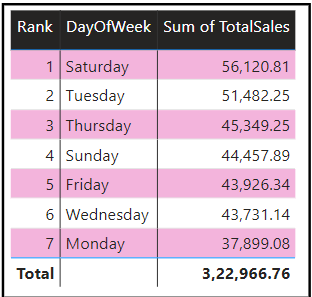 Rank DayOfWeek Sum of TotalSales
1 Saturday 56,120.81
2 Tuesday 51,482.25
3 Thursday 45,349.25
4 Sunday 44,457.89
5 Friday 43,926.34
6 Wednesday 43,731.14
7 Monday 37,899.08
Total 3,22,966.76